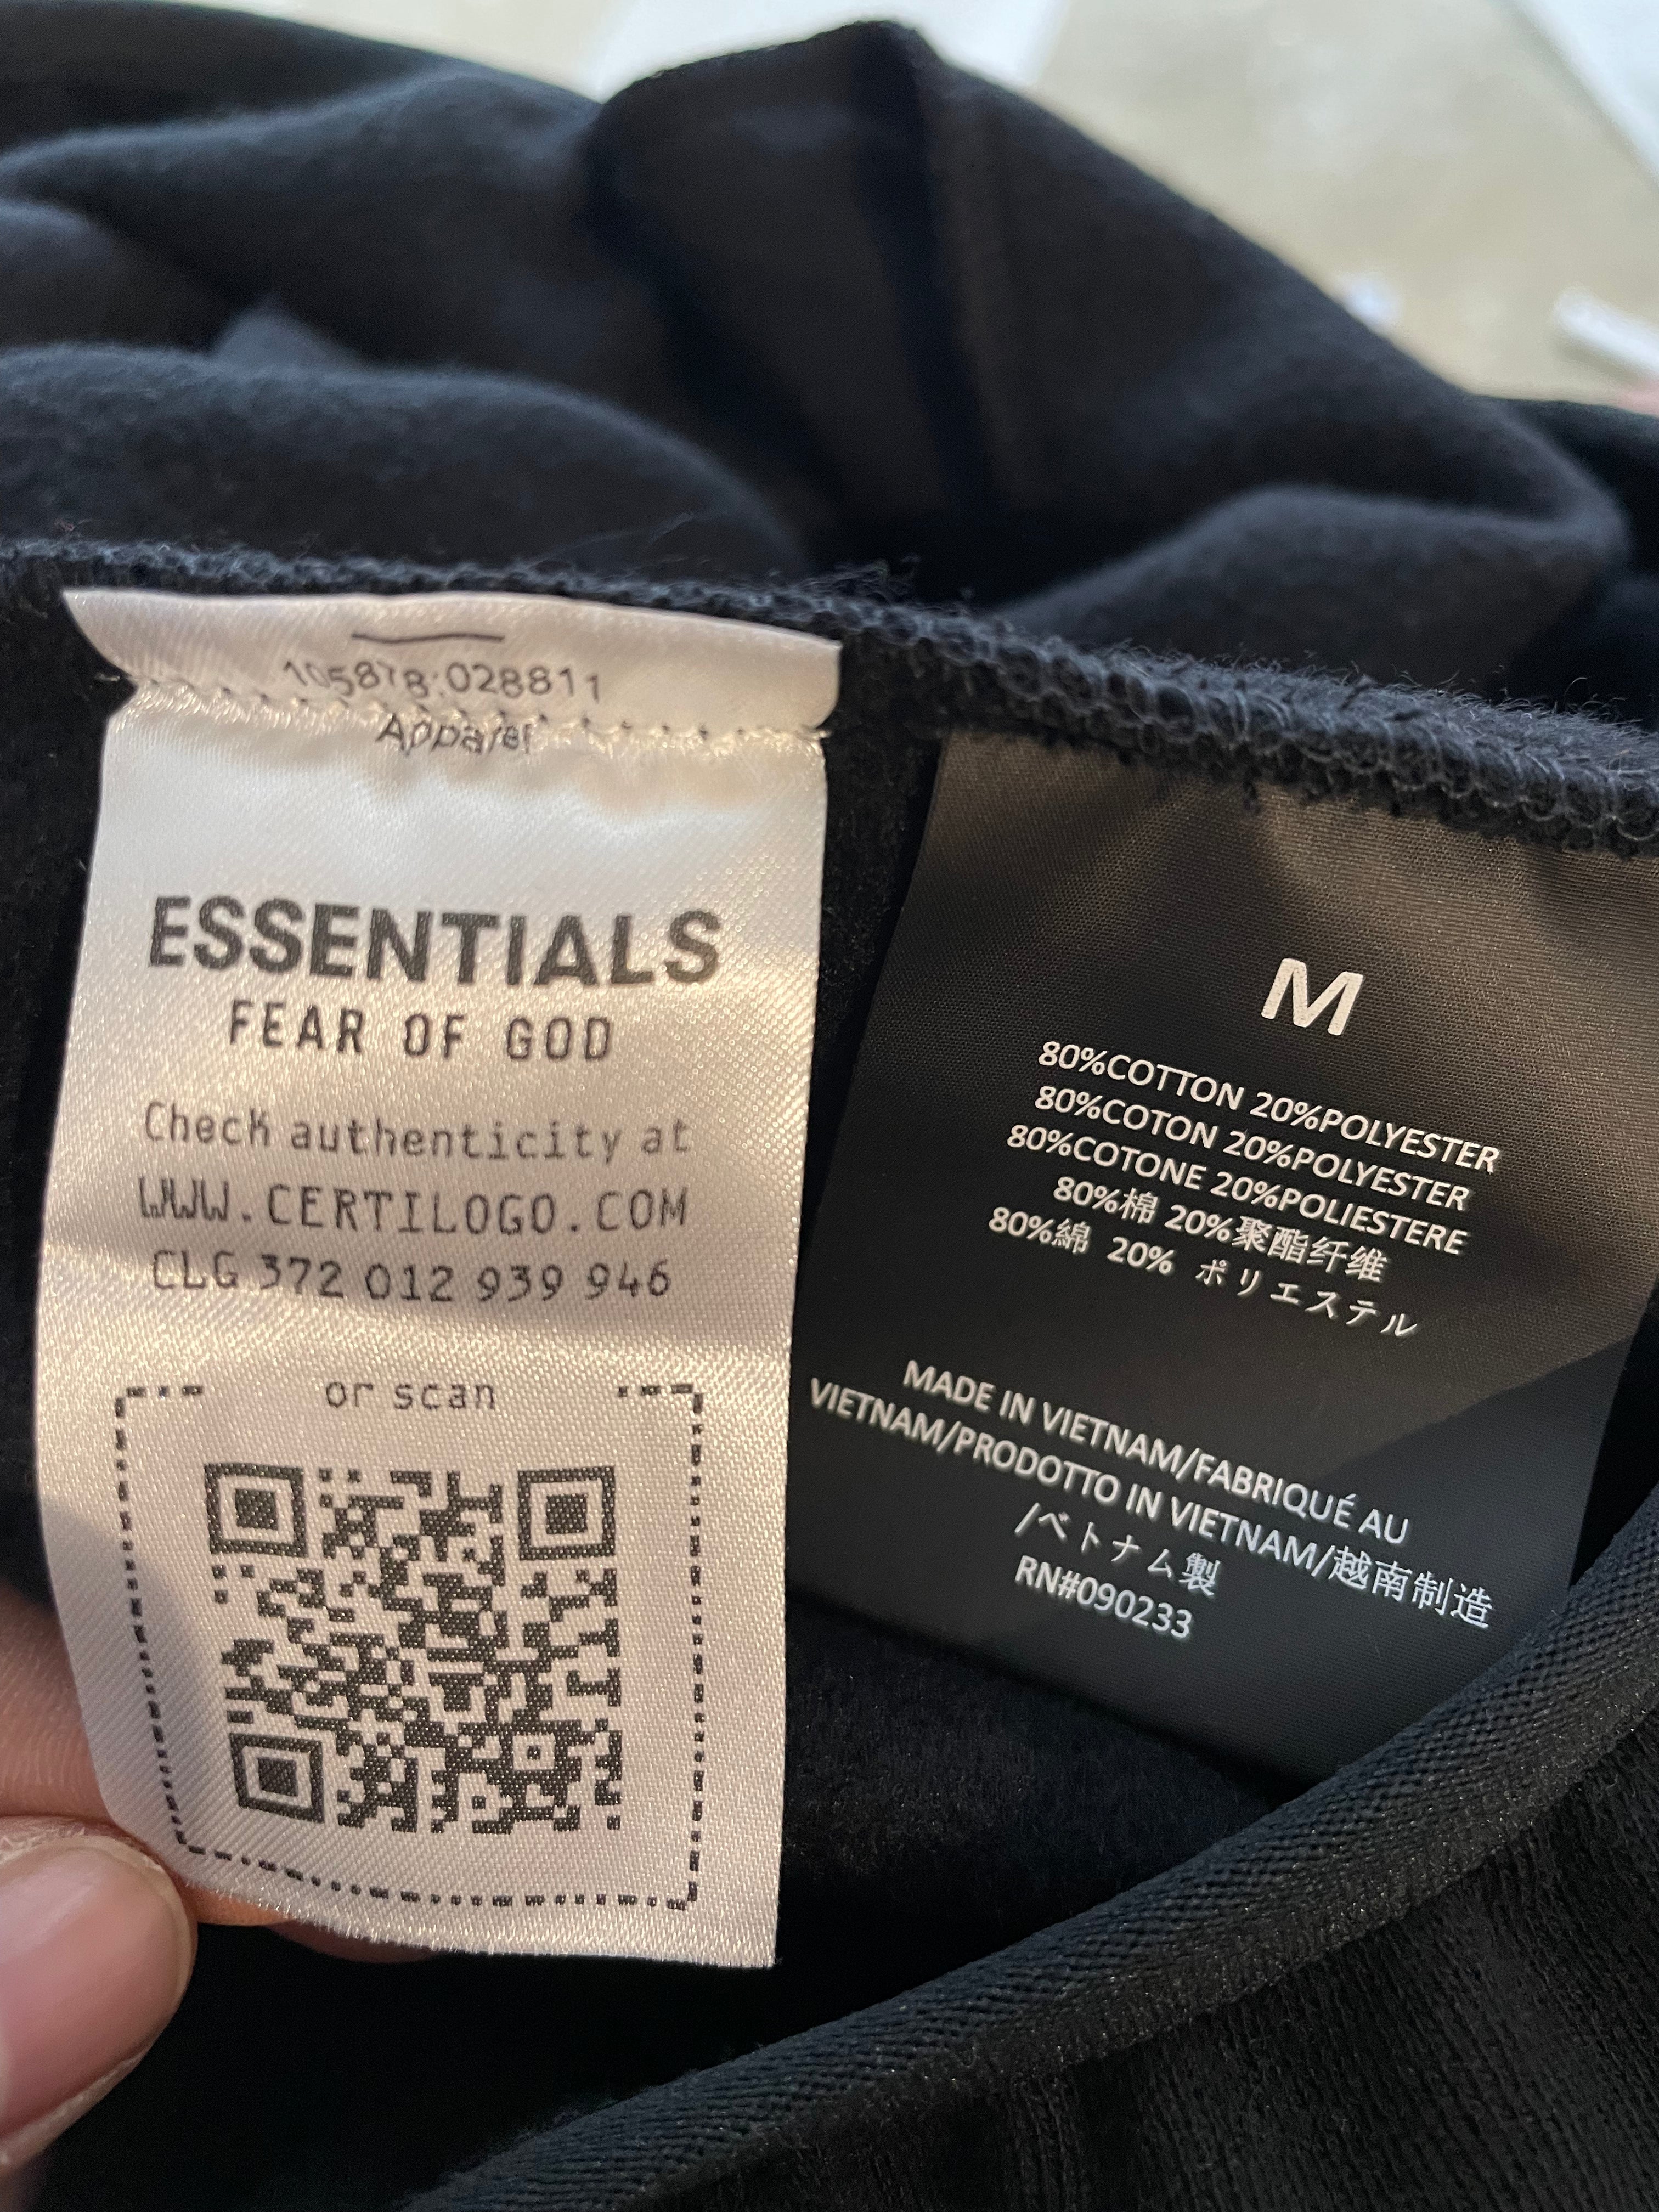 105878:028811
Apparel
ESSENTIALS
FEAR OF GOD
Check authenticity at
WWW.CERTILOGO.COM
CLG 372 012 939 946
or scan
M
80%COTTON 20%POLYESTER
80%COTON 20%POLYESTER
80%COTONE 20%POLIESTERE
80%棉 20%聚酯纤维
80%綿 20% ポリエステル
MADE IN VIETNAM/FABRIQUÉ AU
VIETNAM/PRODOTTO IN VIETNAM/越南制造
/ベトナム製
RN#090233